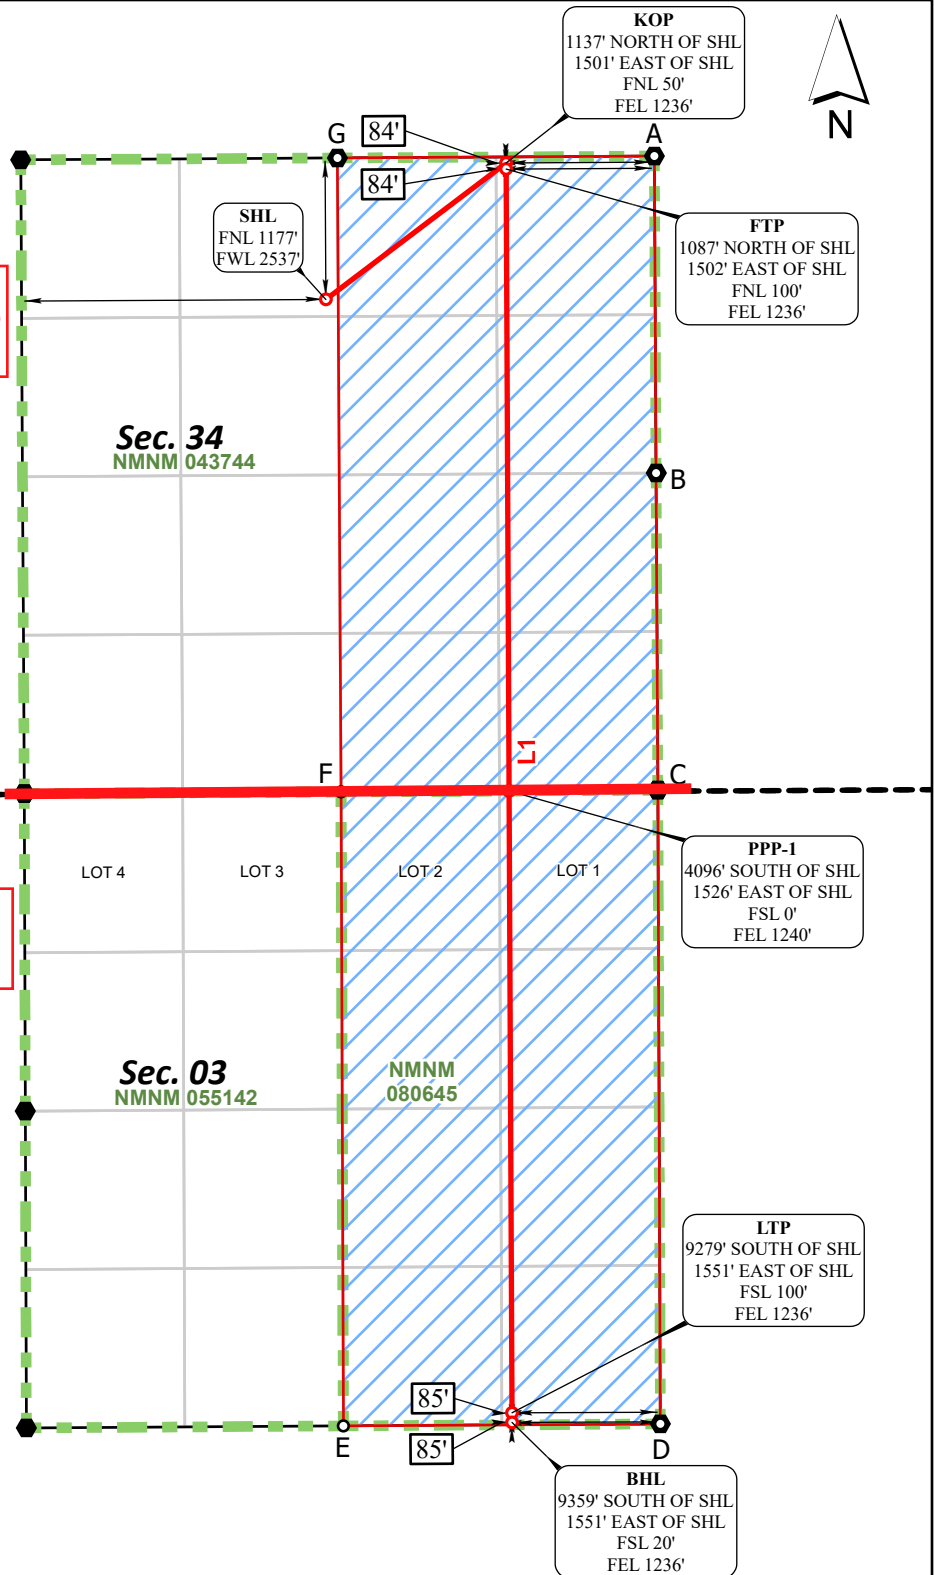 KOP
1137' NORTH OF SHL
1501' EAST OF SHL
FNL 50'
FEL 1236'
N
G
84'
A
84'
SHL
FNL 1177'
FWL 2537'
FTP
1087' NORTH OF SHL
1502' EAST OF SHL
FNL 100'
FEL 1236'
Sec. 34
NMNM 043744
B
L1
F
C
LOT 4
LOT 3
LOT 2
LOT 1
PPP-1
4096' SOUTH OF SHL
1526' EAST OF SHL
FSL 0'
FEL 1240'
Sec. 03
NMNM 055142
NMNM
080645
LTP
9279' SOUTH OF SHL
1551' EAST OF SHL
FSL 100'
FEL 1236'
85'
85'
E
D
BHL
9359' SOUTH OF SHL
1551' EAST OF SHL
FSL 20'
FEL 1236'